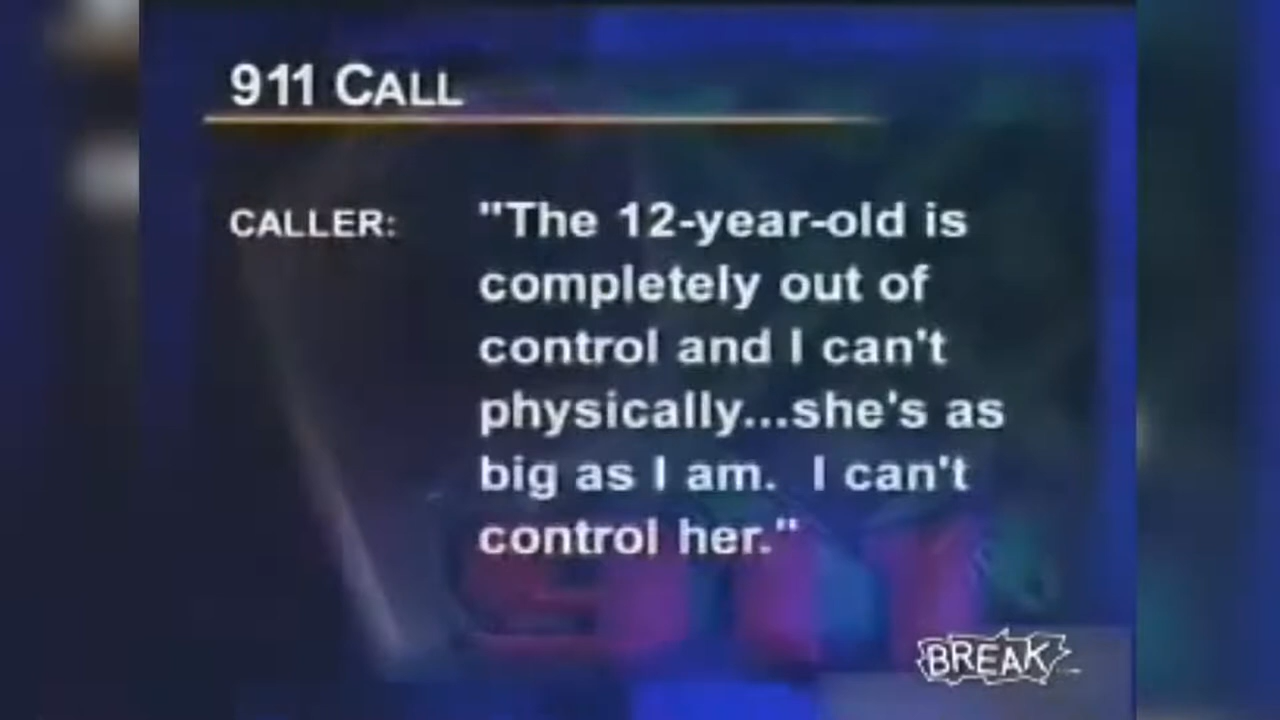 911 CALL
CALLER: "The 12-year-old is
completely out of
control and I can't
physically...she's as
big as I am. I can't
control her."
BREAK